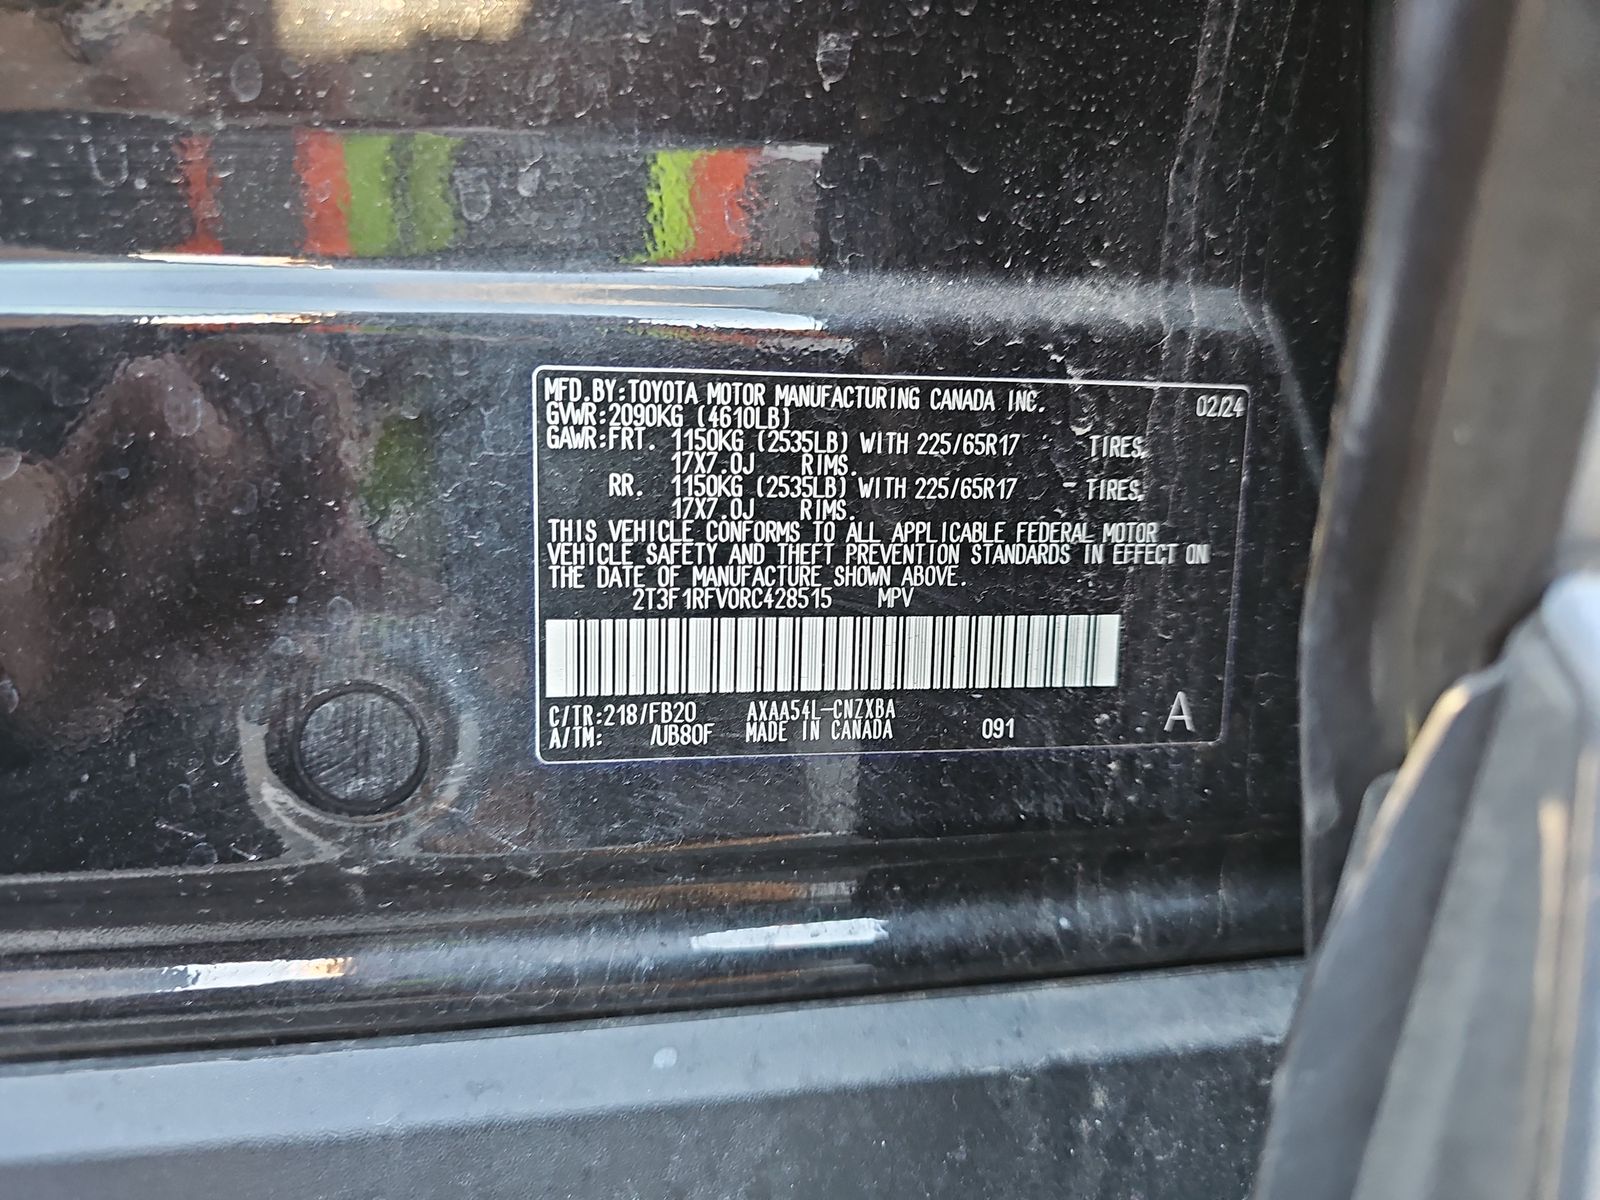 MFD.BY:TOYOTA MOTOR MANUFACTURING CANADA INC. 02/24
GVWR:2090KG (4610LB)
GAWR:FRT. 1150KG (2535LB) WITH 225/65R17 TIRES,
17X7.0J RIMS.
RR. 1150KG (2535LB) WITH 225/65R17 TIRES,
17X7.0J RIMS.
THIS VEHICLE CONFORMS TO ALL APPLICABLE FEDERAL MOTOR
VEHICLE SAFETY AND THEFT PREVENTION STANDARDS IN EFFECT ON
THE DATE OF MANUFACTURE SHOWN ABOVE.
2T3F1RFV0RC428515 MPV
C/TR:218/FB20 AXAA54L-CNZXBA
A/TM: /UB80F MADE IN CANADA 091 A